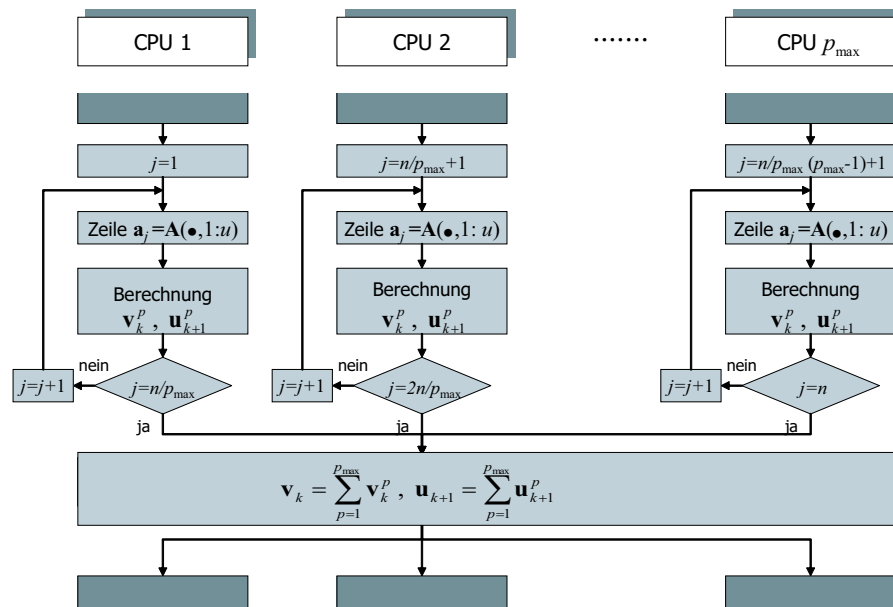 CPU 1 CPU 2 ....... CPU p_max
j=1 j=n/p_max+1 j=n/p_max (p_max-1)+1
Zeile a_j=A(•,1:u) Zeile a_j=A(•,1: u) Zeile a_j=A(•,1: u)
Berechnung Berechnung Berechnung
v_k^p , u_{k+1}^p v_k^p , u_{k+1}^p v_k^p , u_{k+1}^p
nein nein nein
j=j+1 j=n/p_max j=j+1 j=2n/p_max j=j+1 j=n
ja ja ja
v_k = ∑_{p=1}^{p_max} v_k^p , u_{k+1} = ∑_{p=1}^{p_max} u_{k+1}^p